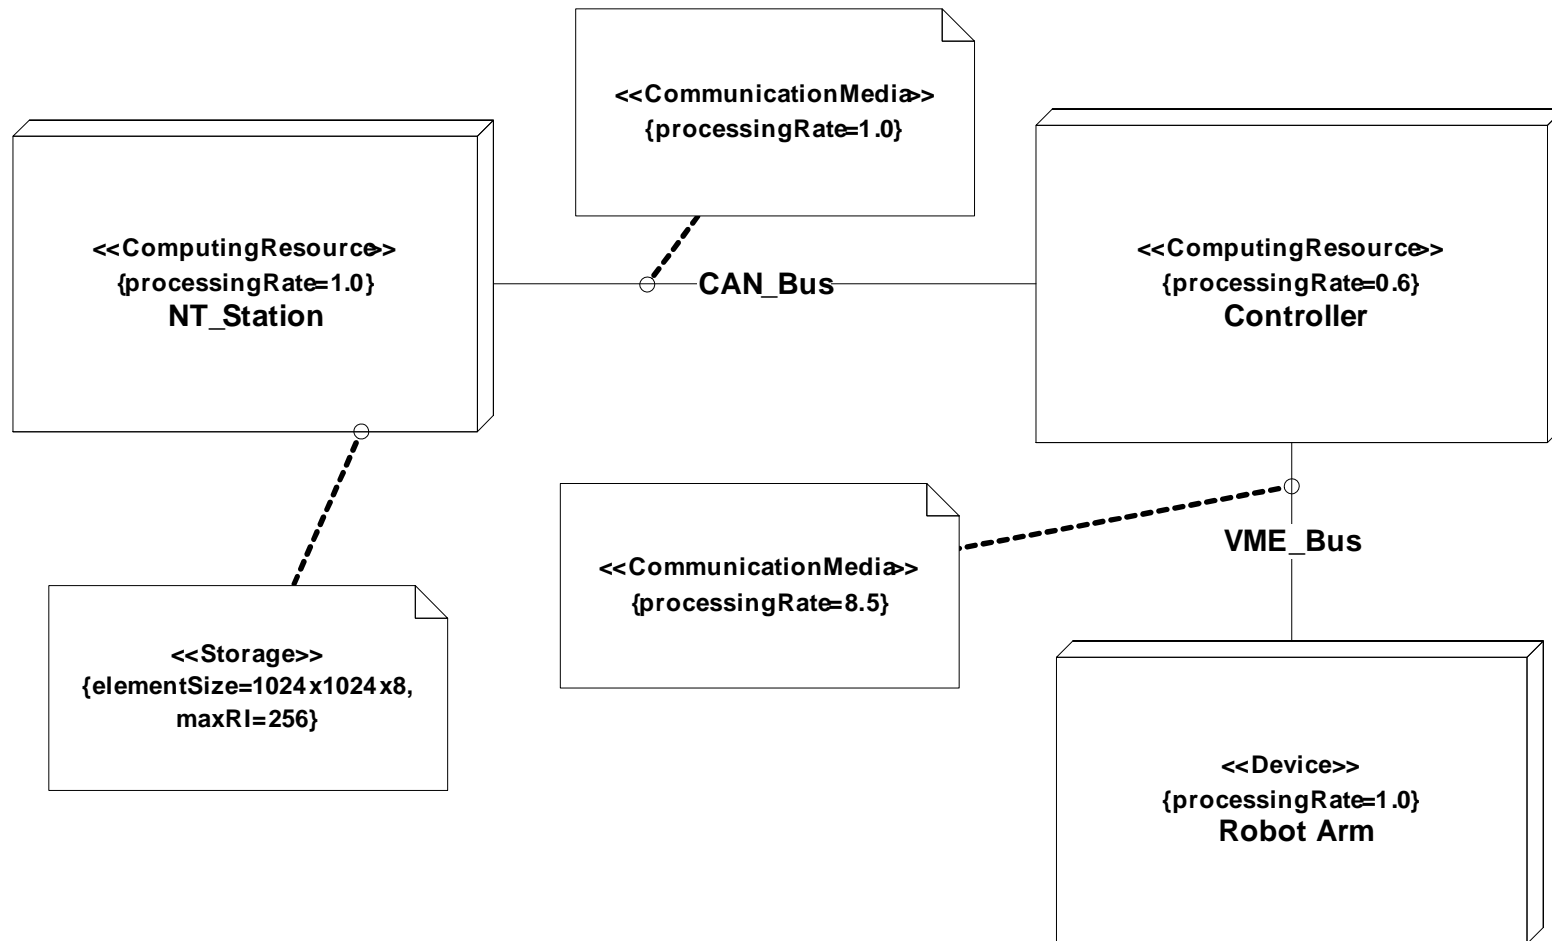 <<CommunicationMedia>>
{processingRate=1.0}
<<ComputingResource>>
{processingRate=1.0}
NT_Station
CAN_Bus
<<ComputingResource>>
{processingRate=0.6}
Controller
<<CommunicationMedia>>
{processingRate=8.5}
VME_Bus
<<Storage>>
{elementSize=1024x1024x8,
maxRI=256}
<<Device>>
{processingRate=1.0}
Robot Arm